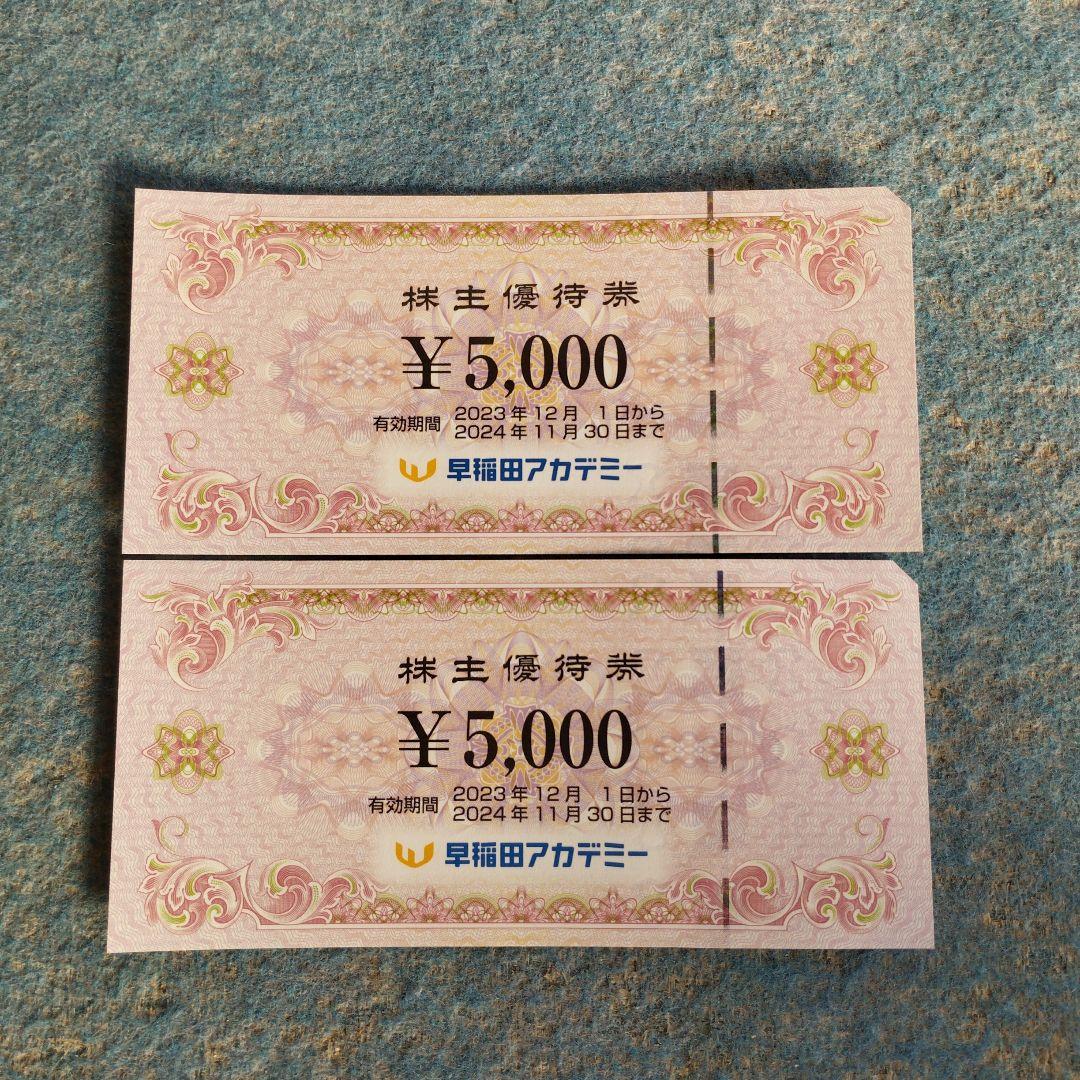 株主優待券
¥5,000
有効期間 2023年12月 1日から
2024年11月30日まで
早稲田アカデミー
株主優待券
¥5,000
有効期間 2023年12月 1日から
2024年11月30日まで
早稲田アカデミー